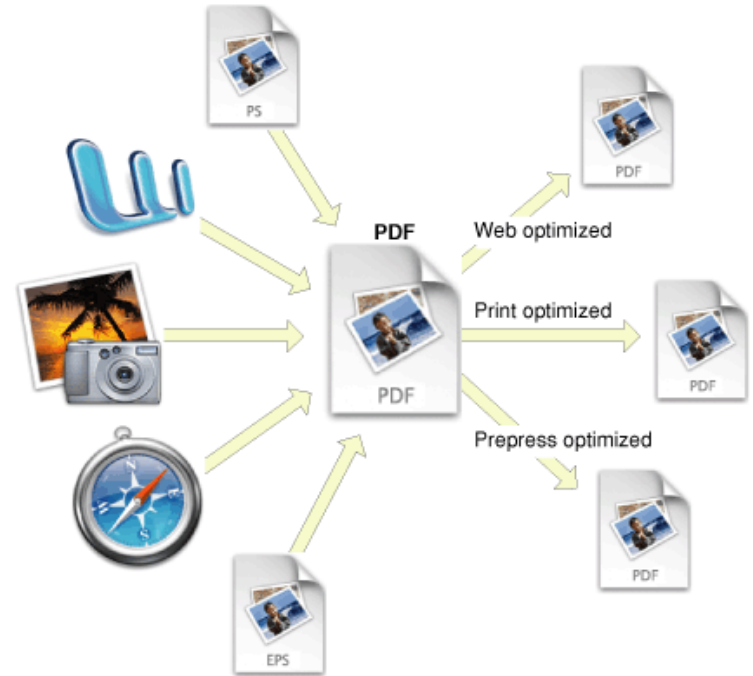 PS
PDF
PDF
Web optimized
Print optimized
PDF
PDF
Prepress optimized
PDF
EPS
N
E
S
W